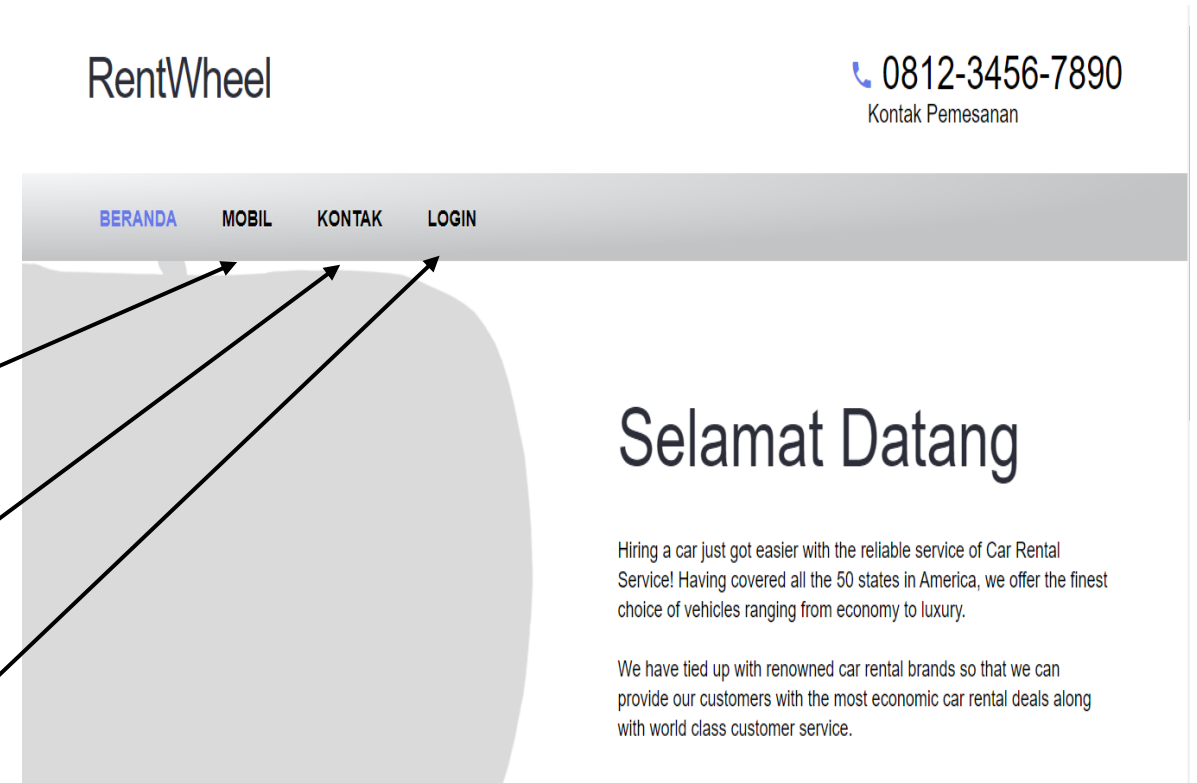 RentWheel
0812-3456-7890
Kontak Pemesanan
BERANDA MOBIL KONTAK LOGIN
Selamat Datang
Hiring a car just got easier with the reliable service of Car Rental
Service! Having covered all the 50 states in America, we offer the finest
choice of vehicles ranging from economy to luxury.
We have tied up with renowned car rental brands so that we can
provide our customers with the most economic car rental deals along
with world class customer service.